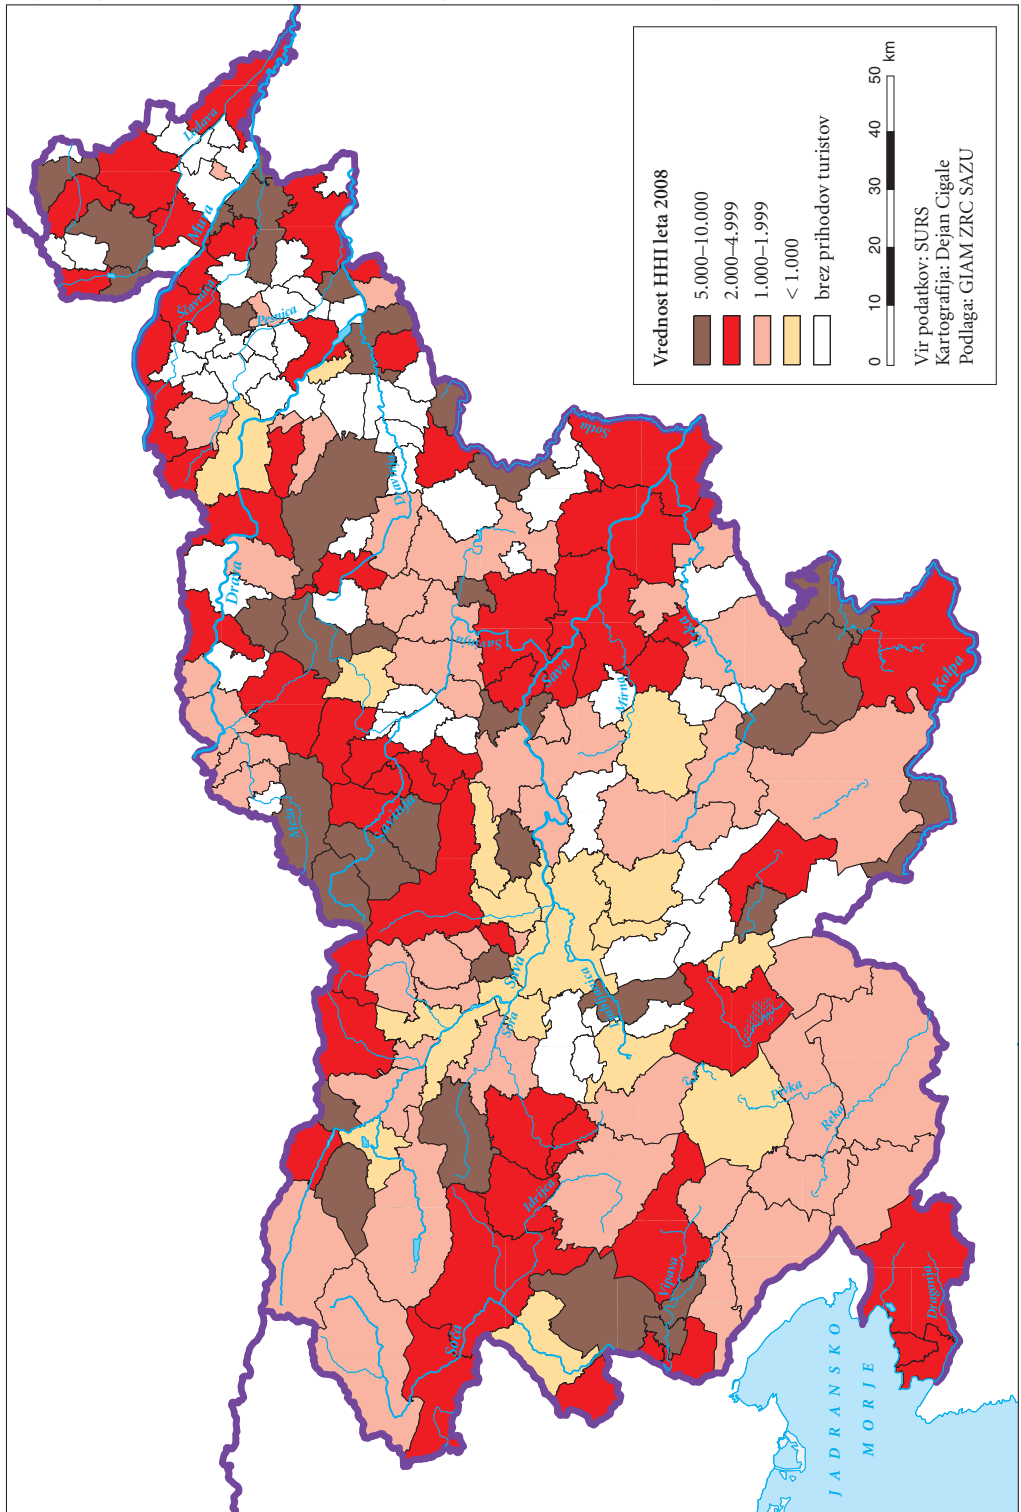 Vrednost HHI leta 2008
5.000–10.000
2.000–4.999
1.000–1.999
< 1.000
brez prihodov turistov
0 10 20 30 40 50 km
Vir podatkov: SURS
Kartografija: Dejan Cigale
Podlaga: GIAM ZRC SAZU
Ledava
Mura
Ščavnica
Pesnica
Drava
Dravinja
Meža
Savinja
Savinja
Sotla
Sava
Mirna
Krka
Kolpa
Sava
Sora
Ljubljanica
Idrijca
Soča
Vipava
Pivka
Reka
Dragonja
JADRANSKO
MORJE